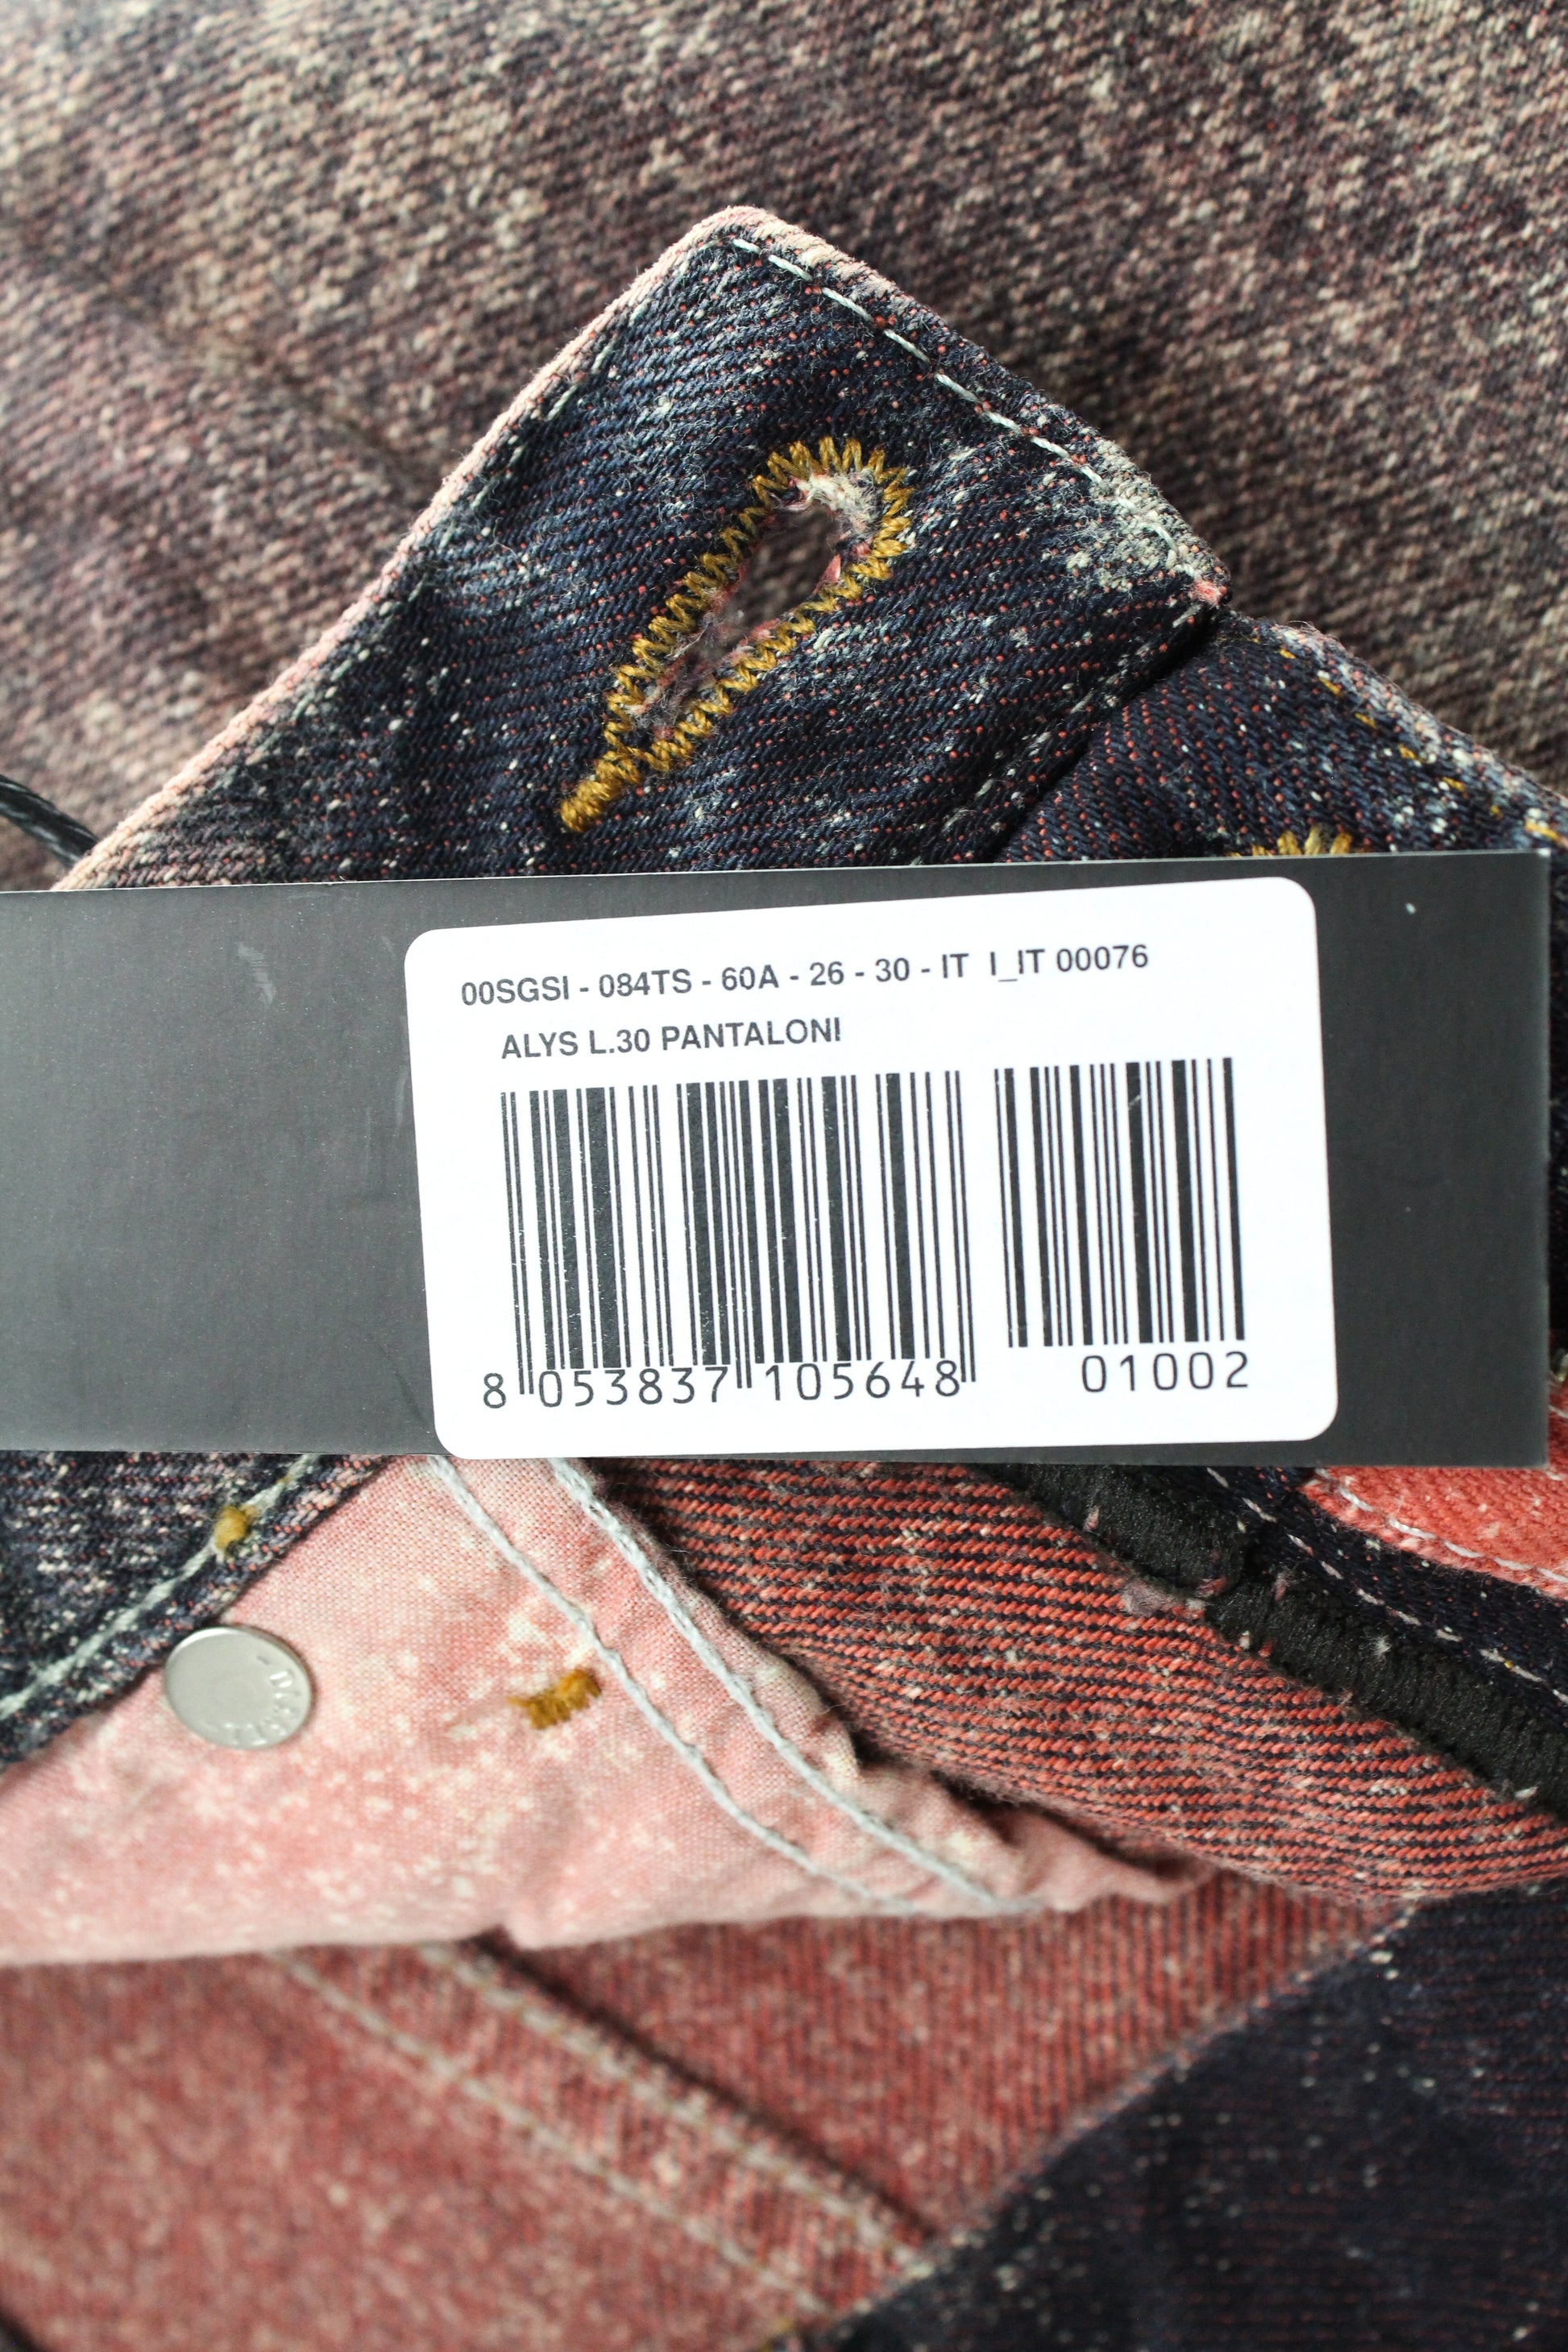 00SGSI - 084TS - 60A - 26 - 30 - IT I_IT 00076
ALYS L.30 PANTALONI
8 053837 105648 01002